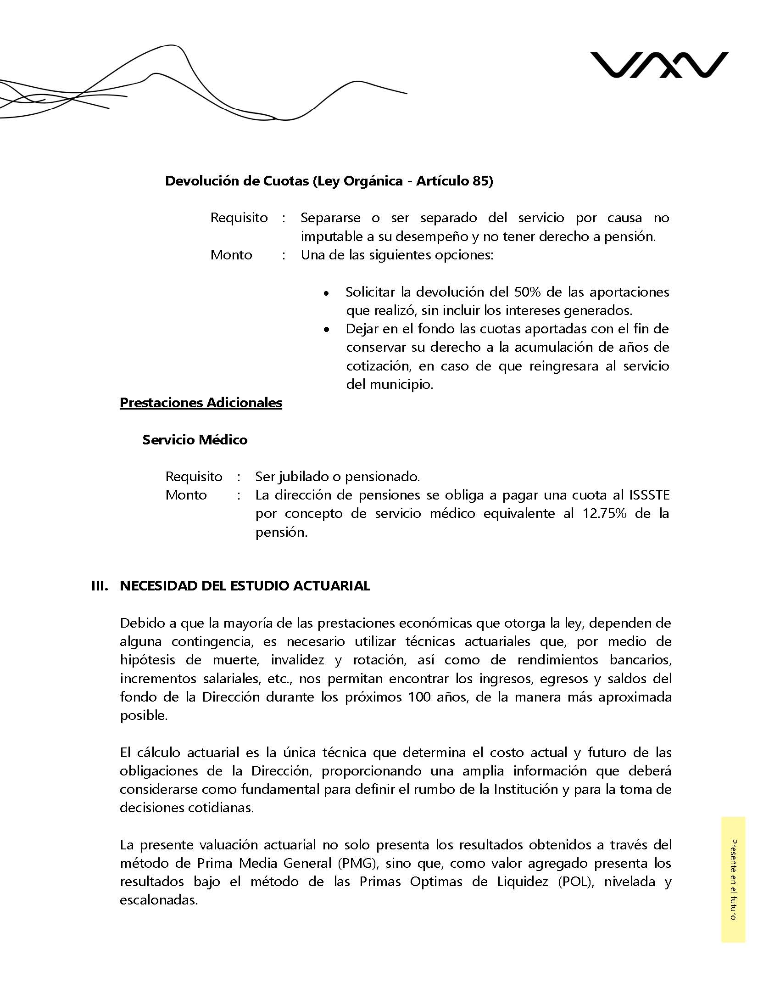 VAN
Devolución de Cuotas (Ley Orgánica - Artículo 85)
Requisito : Separarse o ser separado del servicio por causa no
imputable a su desempeño y no tener derecho a pensión.
Monto : Una de las siguientes opciones:
• Solicitar la devolución del 50% de las aportaciones
que realizó, sin incluir los intereses generados.
• Dejar en el fondo las cuotas aportadas con el fin de
conservar su derecho a la acumulación de años de
cotización, en caso de que reingresara al servicio
del municipio.
Prestaciones Adicionales
Servicio Médico
Requisito : Ser jubilado o pensionado.
Monto : La dirección de pensiones se obliga a pagar una cuota al ISSSTE
por concepto de servicio médico equivalente al 12.75% de la
pensión.
III. NECESIDAD DEL ESTUDIO ACTUARIAL
Debido a que la mayoría de las prestaciones económicas que otorga la ley, dependen de
alguna contingencia, es necesario utilizar técnicas actuariales que, por medio de
hipótesis de muerte, invalidez y rotación, así como de rendimientos bancarios,
incrementos salariales, etc., nos permitan encontrar los ingresos, egresos y saldos del
fondo de la Dirección durante los próximos 100 años, de la manera más aproximada
posible.
El cálculo actuarial es la única técnica que determina el costo actual y futuro de las
obligaciones de la Dirección, proporcionando una amplia información que deberá
considerarse como fundamental para definir el rumbo de la Institución y para la toma de
decisiones cotidianas.
La presente valuación actuarial no solo presenta los resultados obtenidos a través del
método de Prima Media General (PMG), sino que, como valor agregado presenta los
resultados bajo el método de las Primas Optimas de Liquidez (POL), nivelada y
escalonadas.
Presente en el futuro